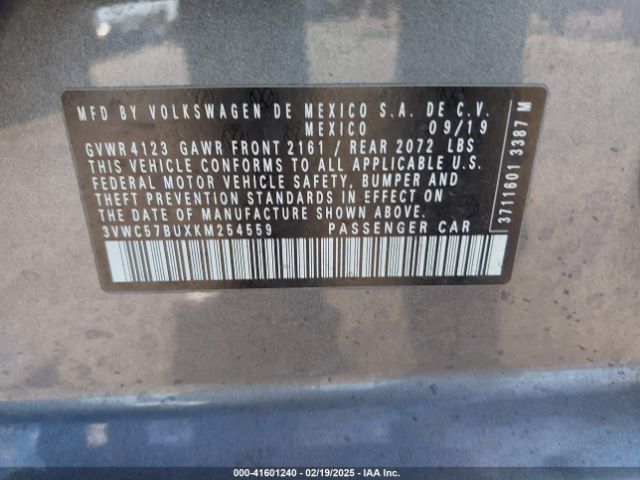 MFD BY VOLKSWAGEN DE MEXICO S.A. DE C.V.
MEXICO 09/19
GVWR 4123 GAWR FRONT 2161 / REAR 2072 LBS
THIS VEHICLE CONFORMS TO ALL APPLICABLE U.S.
FEDERAL MOTOR VEHICLE SAFETY, BUMPER AND
THEFT PREVENTION STANDARDS IN EFFECT ON
THE DATE OF MANUFACTURE SHOWN ABOVE.
3VWC57BUXKM254559 PASSENGER CAR
3711601 3387 M
000-41601240 - 02/19/2025 - IAA Inc.